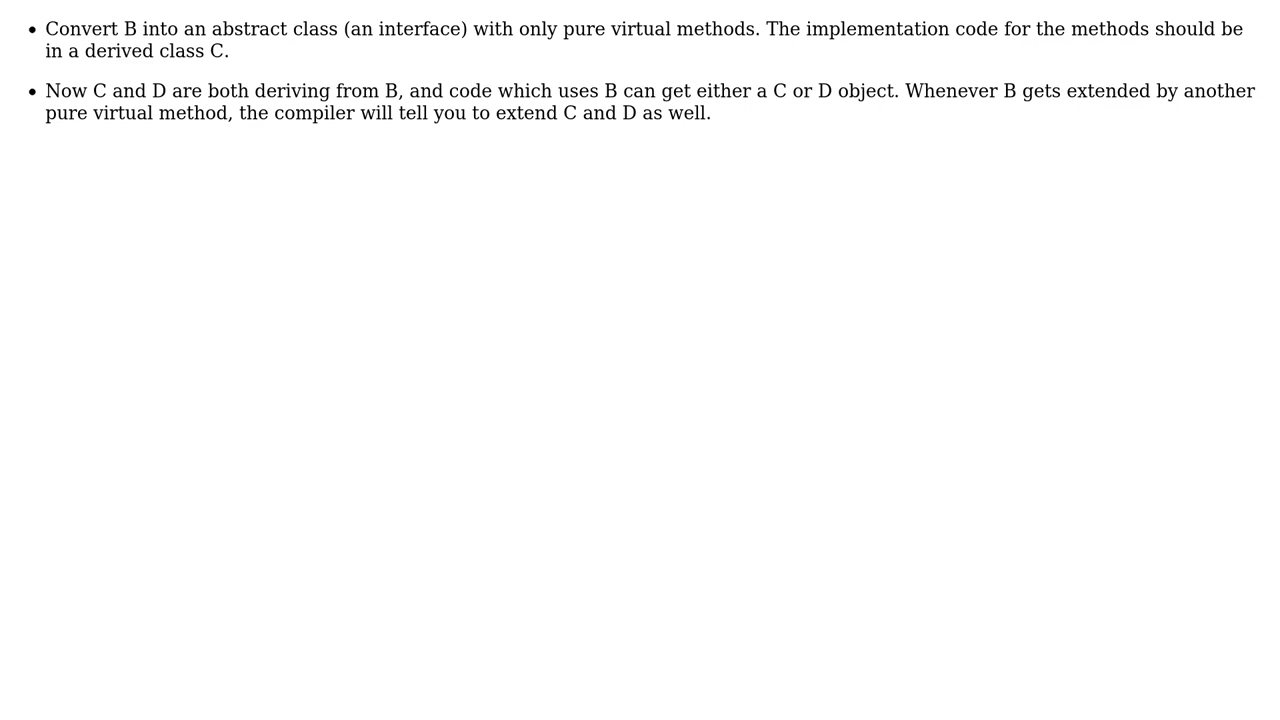 • Convert B into an abstract class (an interface) with only pure virtual methods. The implementation code for the methods should be
in a derived class C.
• Now C and D are both deriving from B, and code which uses B can get either a C or D object. Whenever B gets extended by another
pure virtual method, the compiler will tell you to extend C and D as well.